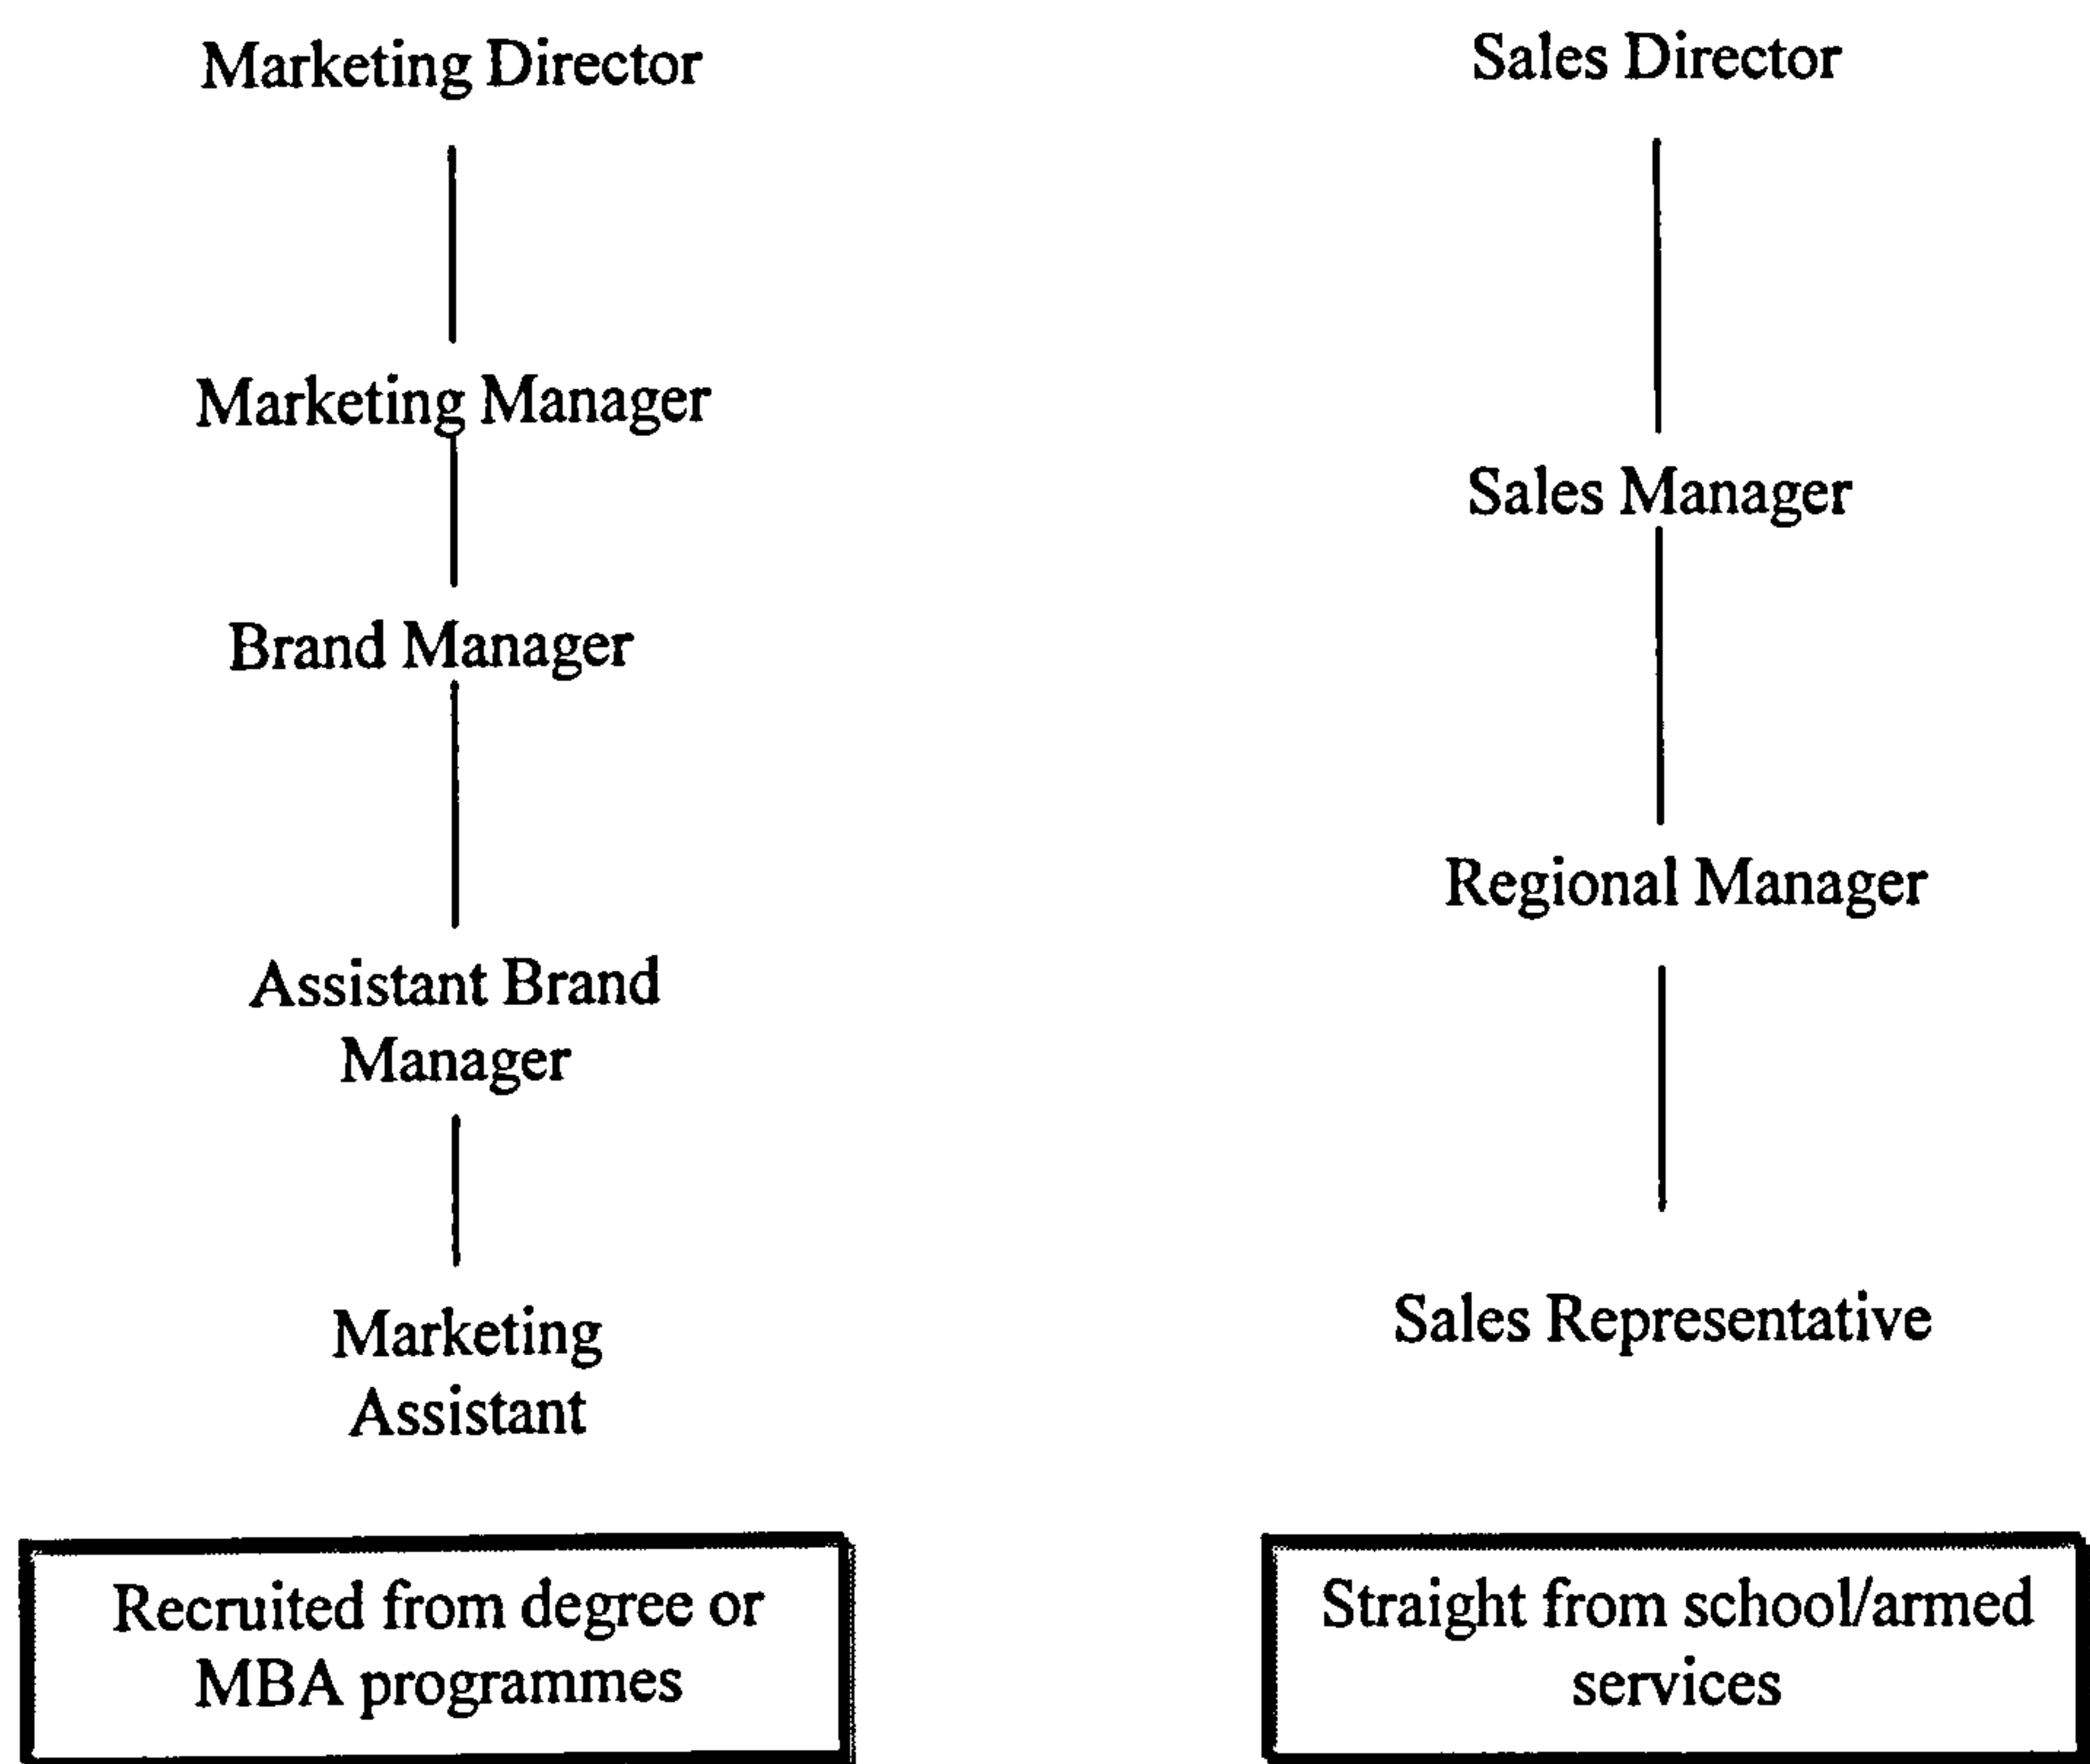 Marketing Director
Marketing Manager
Brand Manager
Assistant Brand
Manager
Marketing
Assistant
Recruited from degree or
MBA programmes
Sales Director
Sales Manager
Regional Manager
Sales Representative
Straight from school/armed
services